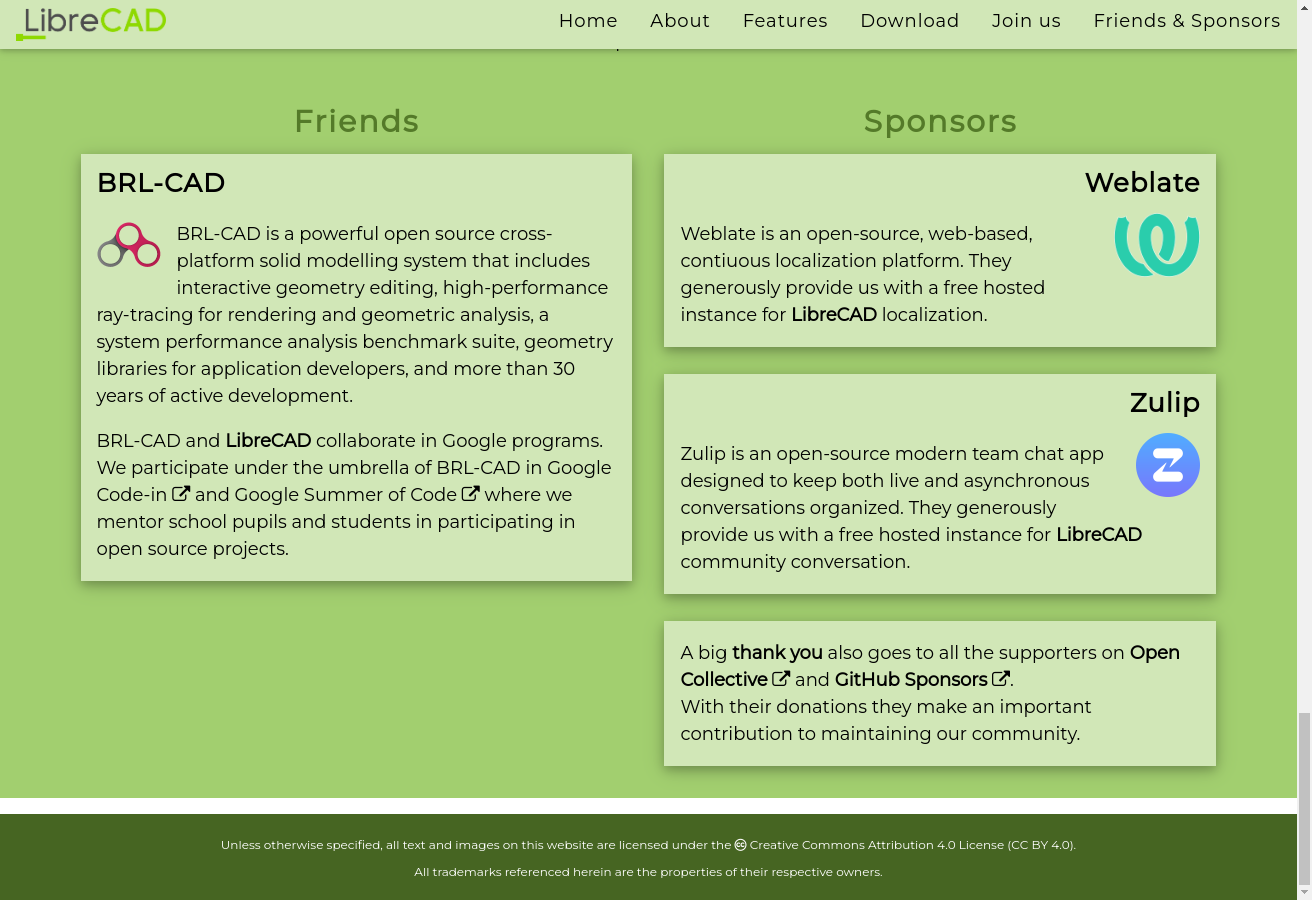 LibreCAD
Home About Features Download Join us Friends & Sponsors
Friends
BRL-CAD
BRL-CAD is a powerful open source cross-
platform solid modelling system that includes
interactive geometry editing, high-performance
ray-tracing for rendering and geometric analysis, a
system performance analysis benchmark suite, geometry
libraries for application developers, and more than 30
years of active development.
BRL-CAD and LibreCAD collaborate in Google programs.
We participate under the umbrella of BRL-CAD in Google
Code-in and Google Summer of Code where we
mentor school pupils and students in participating in
open source projects.
Sponsors
Weblate
Weblate is an open-source, web-based,
contiuous localization platform. They
generously provide us with a free hosted
instance for LibreCAD localization.
Zulip
Zulip is an open-source modern team chat app
designed to keep both live and asynchronous
conversations organized. They generously
provide us with a free hosted instance for LibreCAD
community conversation.
A big thank you also goes to all the supporters on Open
Collective and GitHub Sponsors.
With their donations they make an important
contribution to maintaining our community.
Unless otherwise specified, all text and images on this website are licensed under the Creative Commons Attribution 4.0 License (CC BY 4.0).
All trademarks referenced herein are the properties of their respective owners.